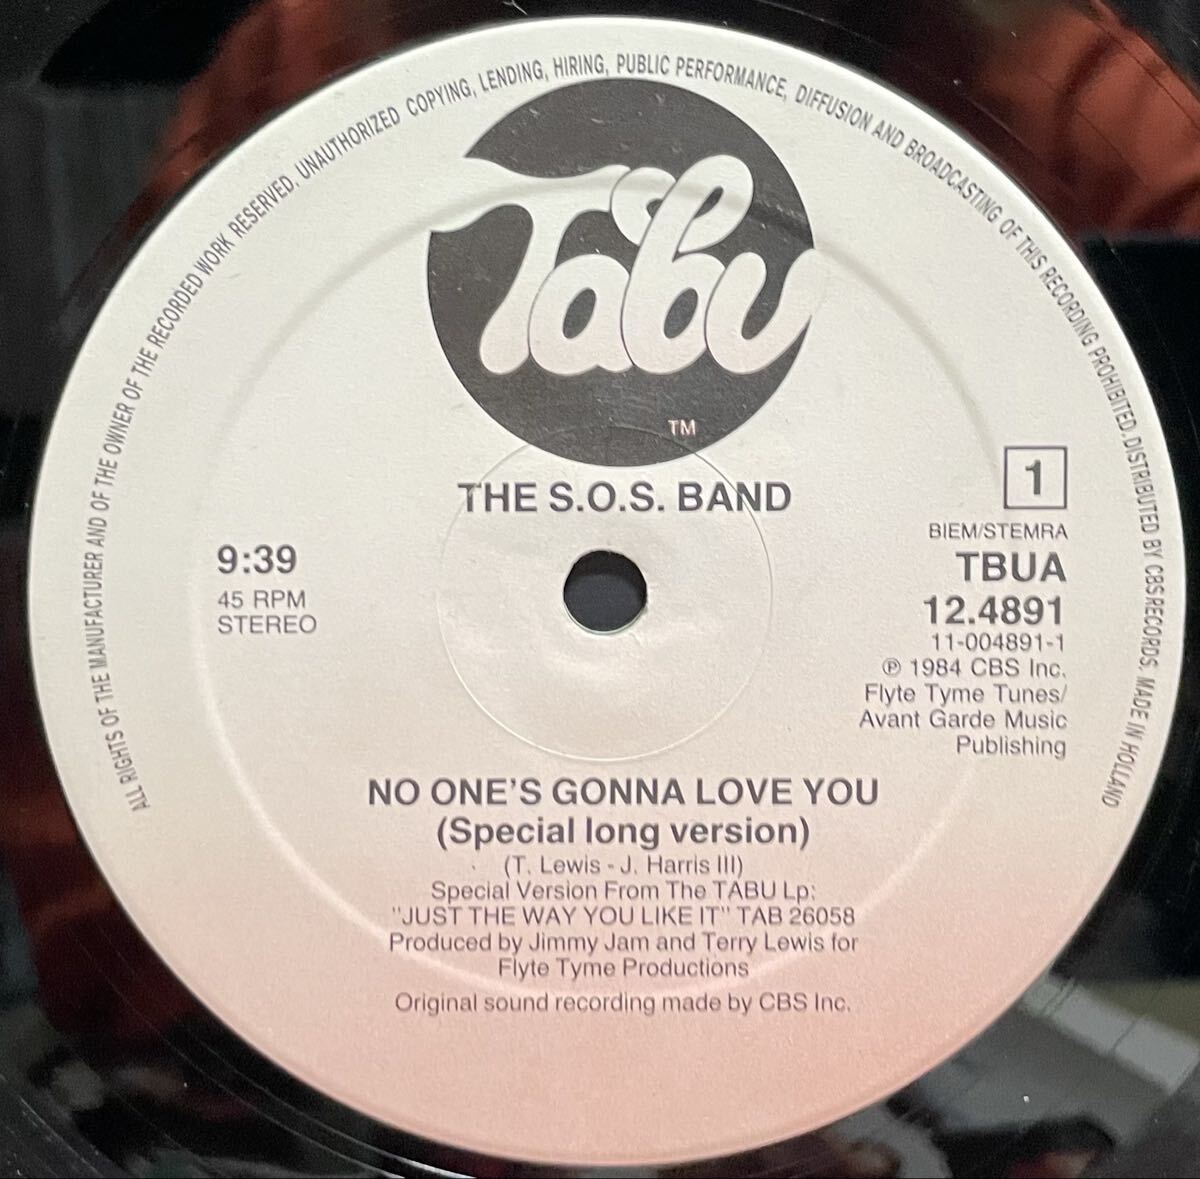 ALL RIGHTS OF THE MANUFACTURER AND OF THE OWNER OF THE RECORDED WORK RESERVED. UNAUTHORIZED COPYING, LENDING, HIRING, PUBLIC PERFORMANCE, DIFFUSION AND BROADCASTING OF THIS RECORDING PROHIBITED. DISTRIBUTED BY CBS RECORDS. MADE IN HOLLAND
Tabu
TM
THE S.O.S. BAND
9:39
45 RPM
STEREO
1
BIEM/STEMRA
TBUA
12.4891
11-004891-1
℗ 1984 CBS Inc.
Flyte Tyme Tunes/
Avant Garde Music
Publishing
NO ONE'S GONNA LOVE YOU
(Special long version)
(T. Lewis - J. Harris III)
Special Version From The TABU Lp:
"JUST THE WAY YOU LIKE IT" TAB 26058
Produced by Jimmy Jam and Terry Lewis for
Flyte Tyme Productions
Original sound recording made by CBS Inc.